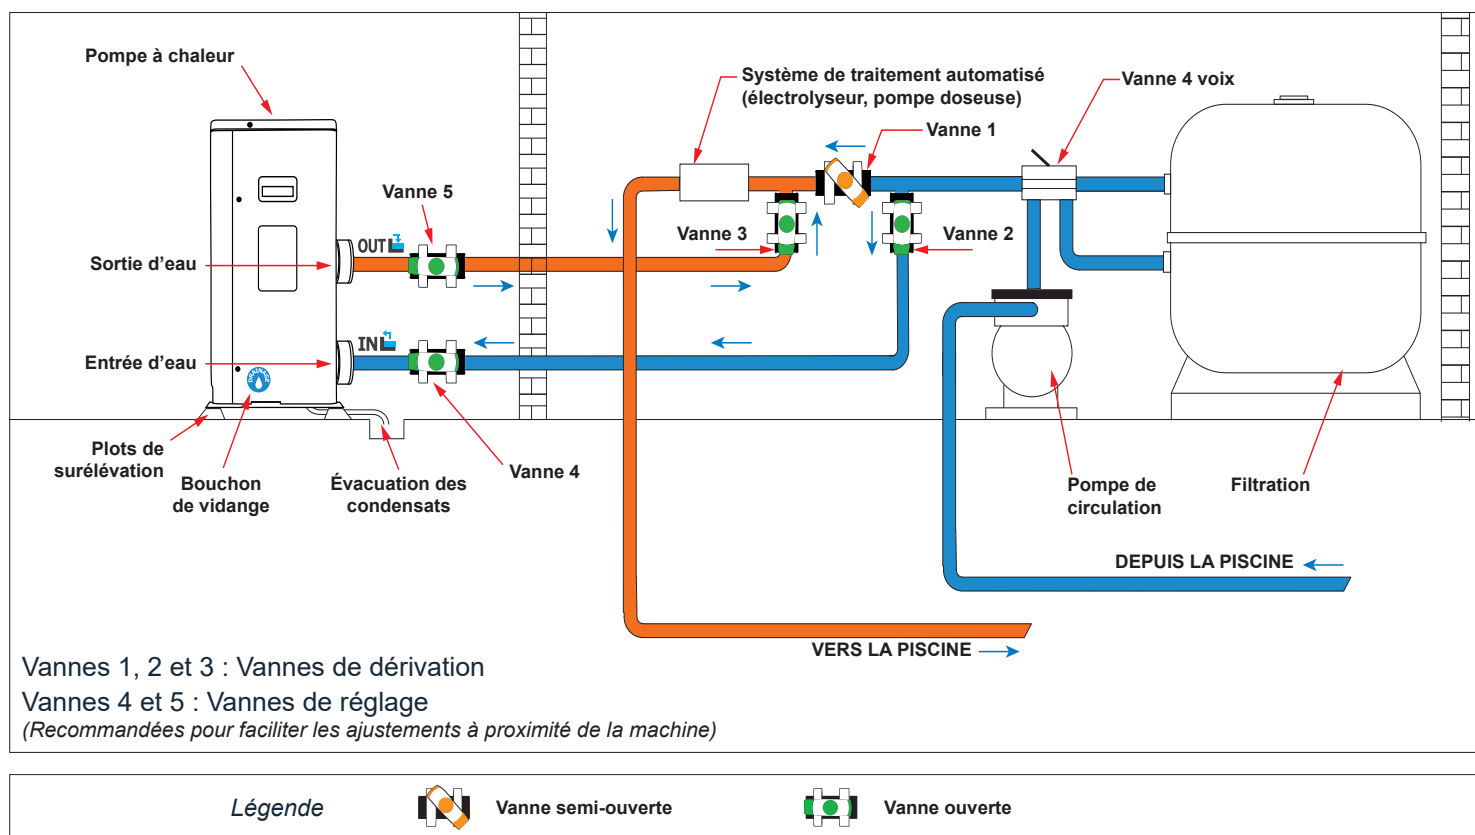 Pompe à chaleur
Système de traitement automatisé
(électrolyseur, pompe doseuse)
Vanne 4 voix
Vanne 1
Vanne 5
Vanne 3
Vanne 2
OUT
Sortie d'eau
IN
Entrée d'eau
DRAINAGE
Plots de
surélévation
Bouchon
de vidange
Évacuation des
condensats
Vanne 4
Pompe de
circulation
Filtration
DEPUIS LA PISCINE
VERS LA PISCINE
Vannes 1, 2 et 3 : Vannes de dérivation
Vannes 4 et 5 : Vannes de réglage
(Recommandées pour faciliter les ajustements à proximité de la machine)
Légende
Vanne semi-ouverte
Vanne ouverte